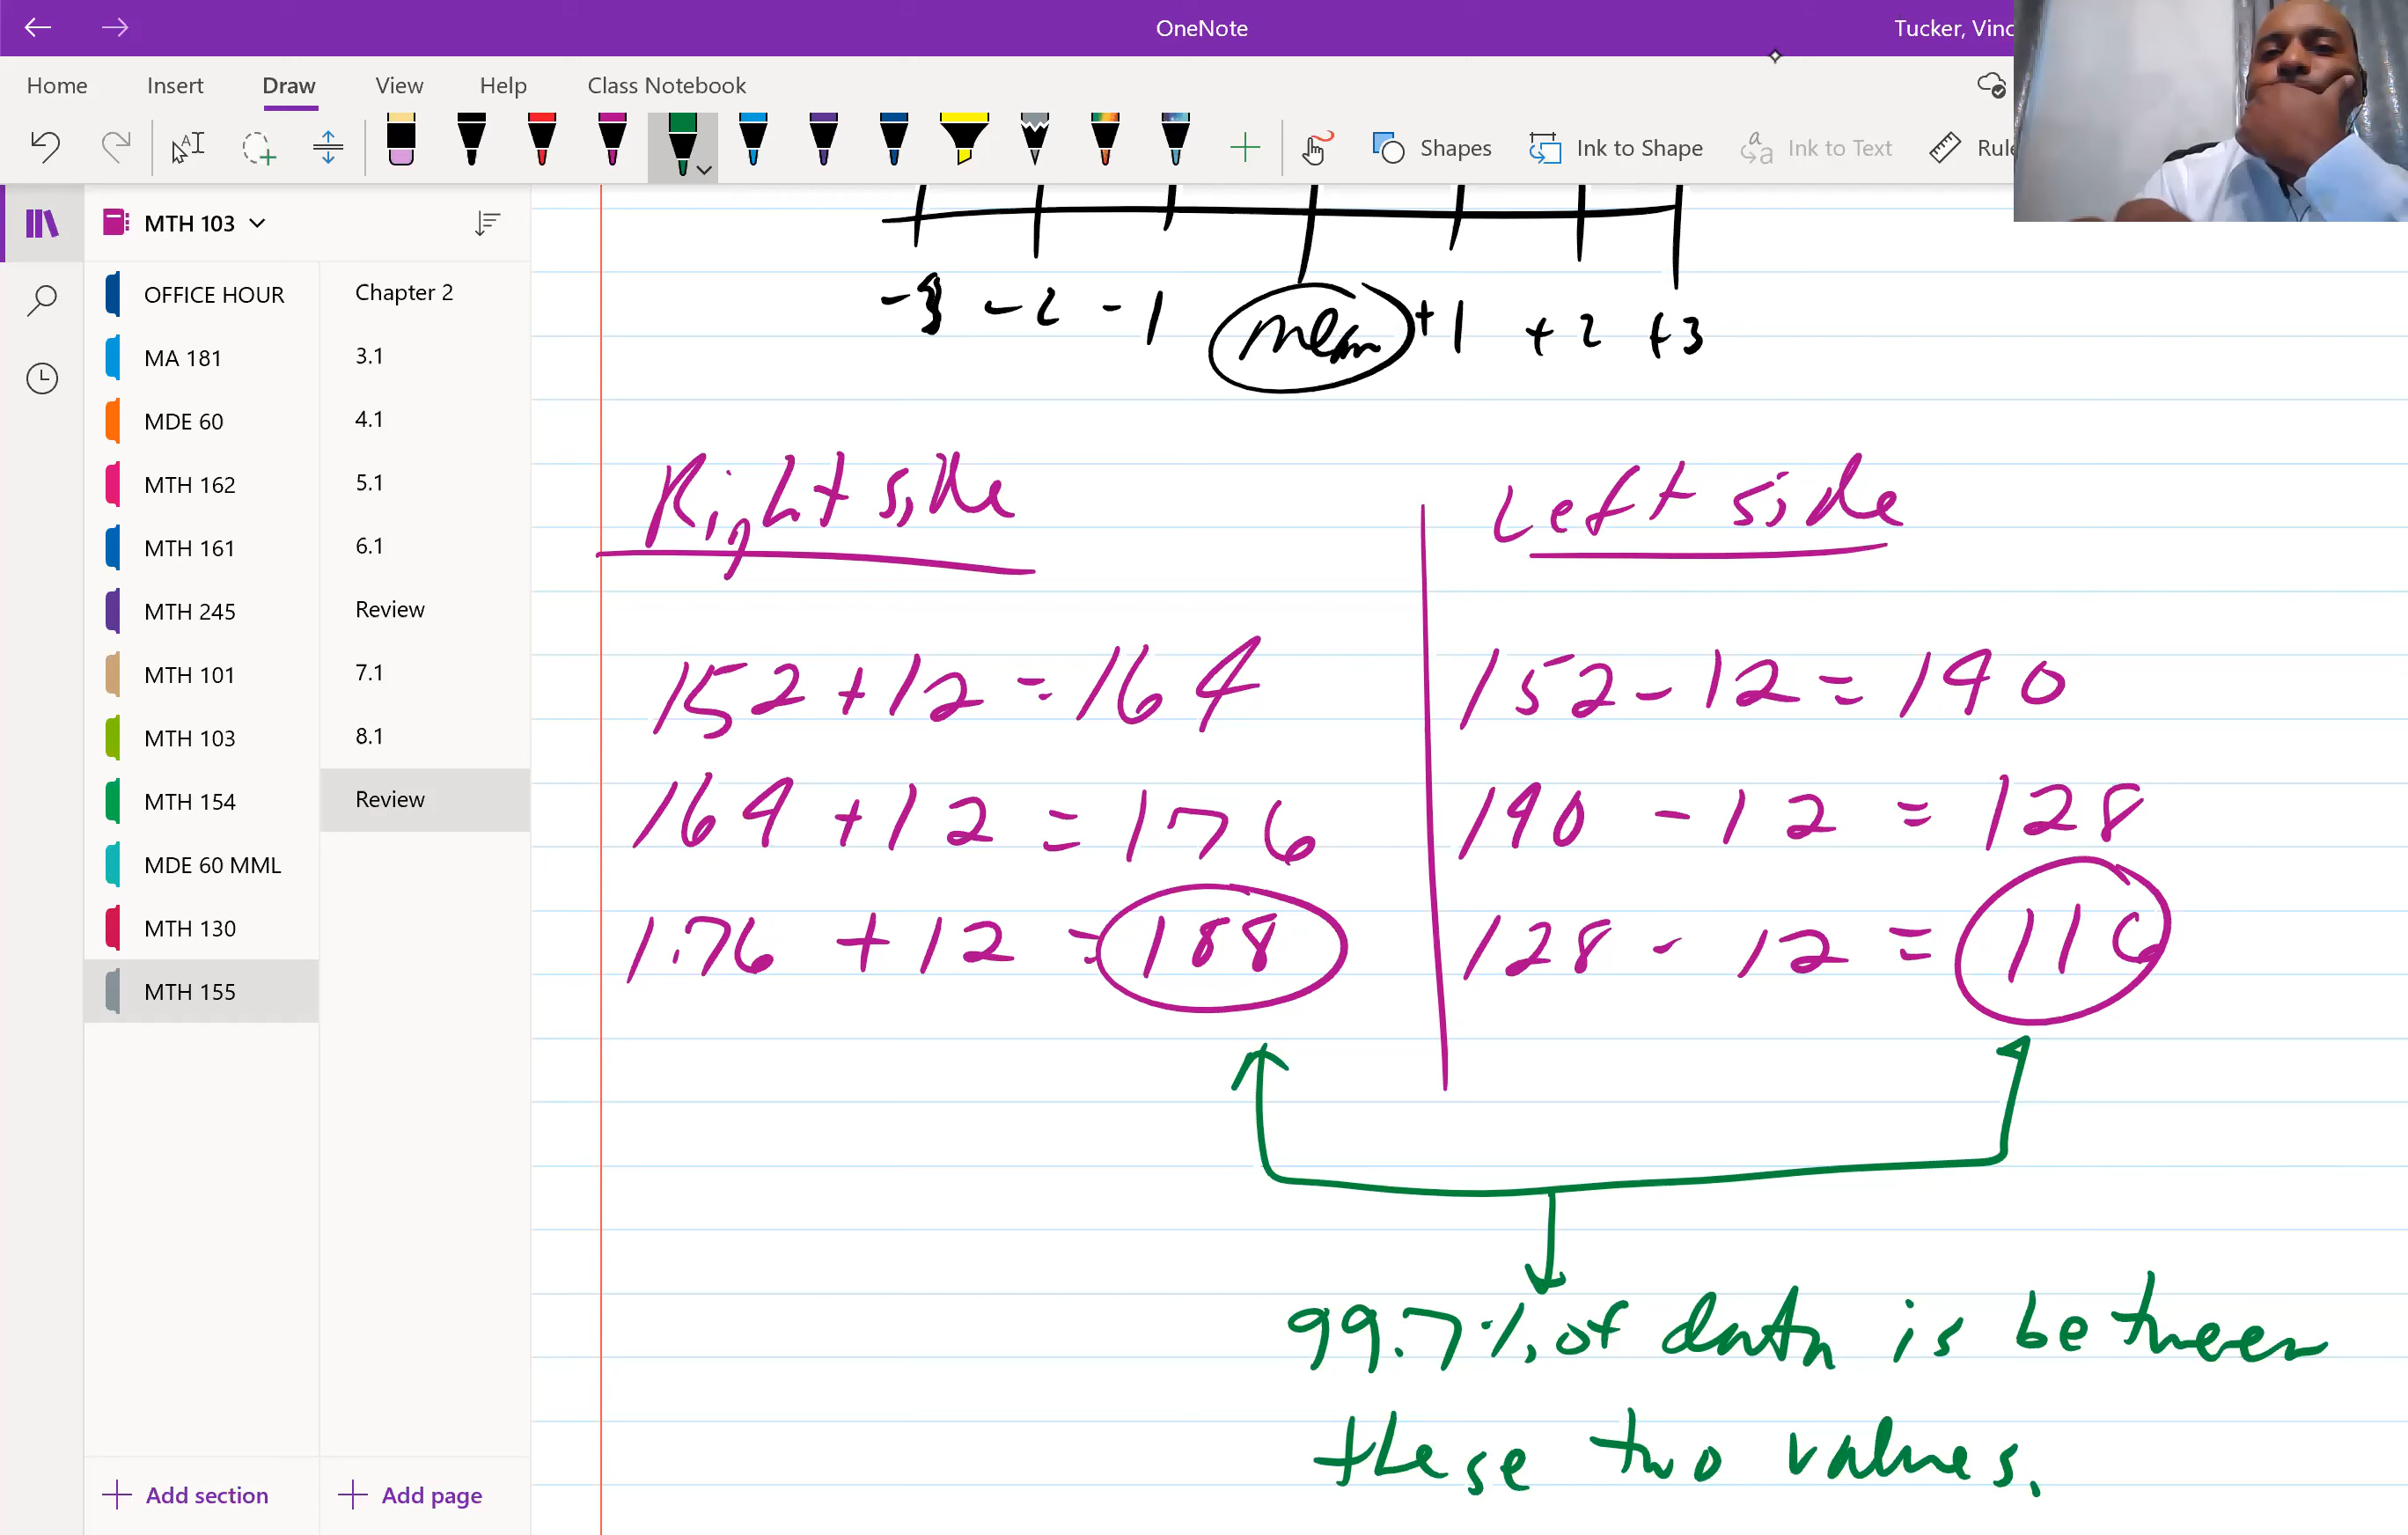 OneNote
Tucker, Vinc
Home Insert Draw View Help Class Notebook
Shapes Ink to Shape Ink to Text Rule
MTH 103
OFFICE HOUR
MA 181
MDE 60
MTH 162
MTH 161
MTH 245
MTH 101
MTH 103
MTH 154
MDE 60 MML
MTH 130
MTH 155
Add section
Chapter 2
3.1
4.1
5.1
6.1
Review
7.1
8.1
Review
Add page
-3 -2 -1 mean +1 +2 +3
Right side
152 + 12 = 164
164 + 12 = 176
176 + 12 = 188
Left side
152 - 12 = 140
140 - 12 = 128
128 - 12 = 116
99.7% of data is between
these two values.